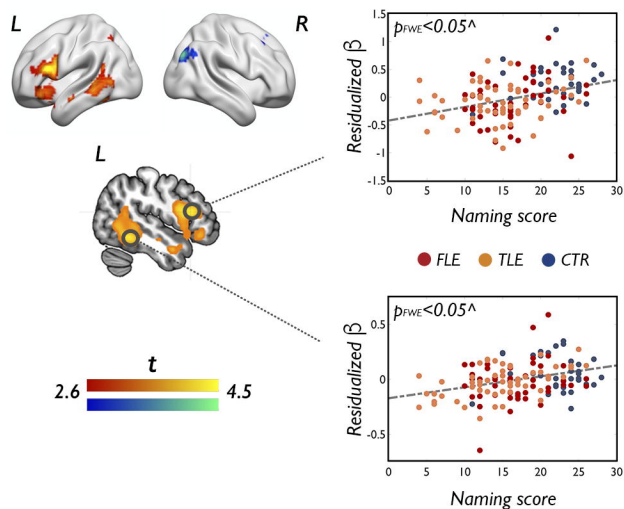 L
R
L
t
2.6
4.5
pFWE<0.05^
Residualized β
1
0.5
0
-0.5
-1
-1.5
0 5 10 15 20 25 30
Naming score
FLE TLE CTR
pFWE<0.05^
Residualized β
0.5
0
-0.5
0 5 10 15 20 25 30
Naming score